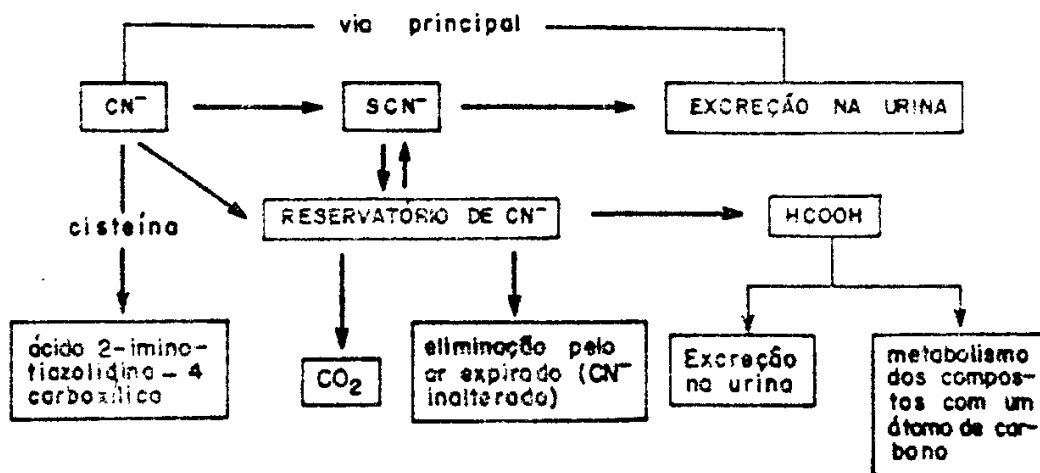 via principal
CN⁻
SCN⁻
EXCREÇÃO NA URINA
cisteína
RESERVATÓRIO DE CN⁻
HCOOH
ácido 2-imino-
tiazolidina-4
carboxílico
CO₂
eliminação pelo
ar expirado (CN⁻
inalterado)
Excreção
na urina
metabolismo
dos compos-
tos com um
átomo de car-
bono